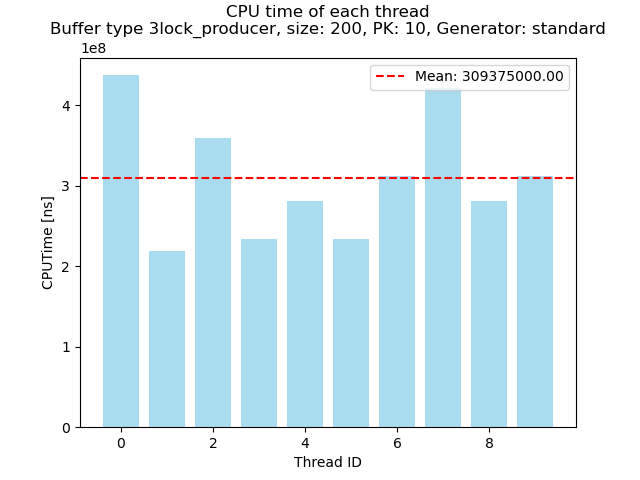 CPU time of each thread
Buffer type 3lock_producer, size: 200, PK: 10, Generator: standard
1e8
Mean: 309375000.00
4
3
2
1
0
CPUTime [ns]
0 2 4 6 8
Thread ID